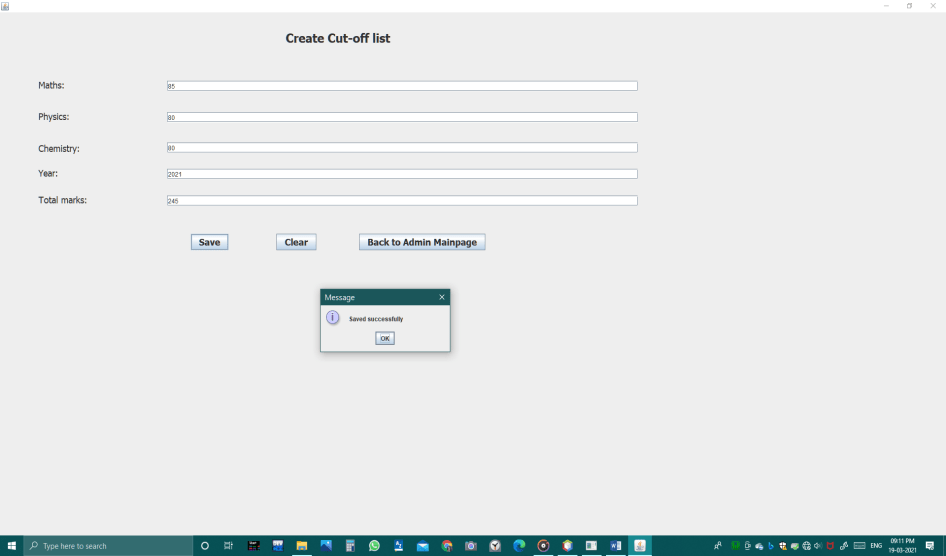 Create Cut-off list
Maths: 85
Physics: 80
Chemistry: 80
Year: 2021
Total marks: 245
Save Clear Back to Admin Mainpage
Message
Saved successfully
OK
Type here to search
ENG
09:11 PM
19-03-2021